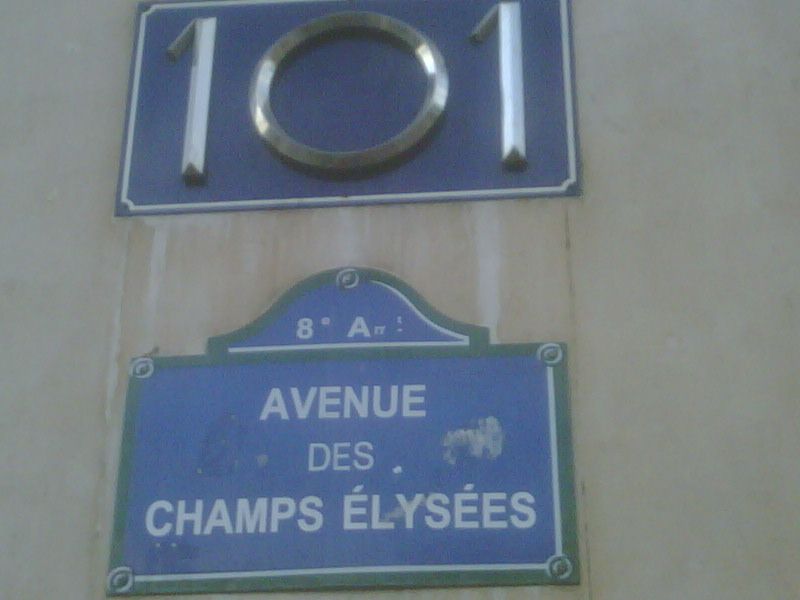 101
8e Arrt
AVENUE
DES
CHAMPS ÉLYSÉES